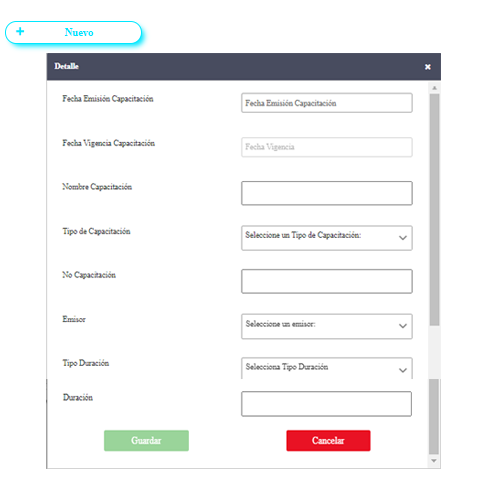 + Nuevo
Detalle ×
Fecha Emisión Capacitación Fecha Emisión Capacitación
Fecha Vigencia Capacitación Fecha Vigencia
Nombre Capacitación
Tipo de Capacitación Seleccione un Tipo de Capacitación:
No Capacitación
Emisor Seleccione un emisor:
Tipo Duración Selecciona Tipo Duración
Duración
Guardar Cancelar